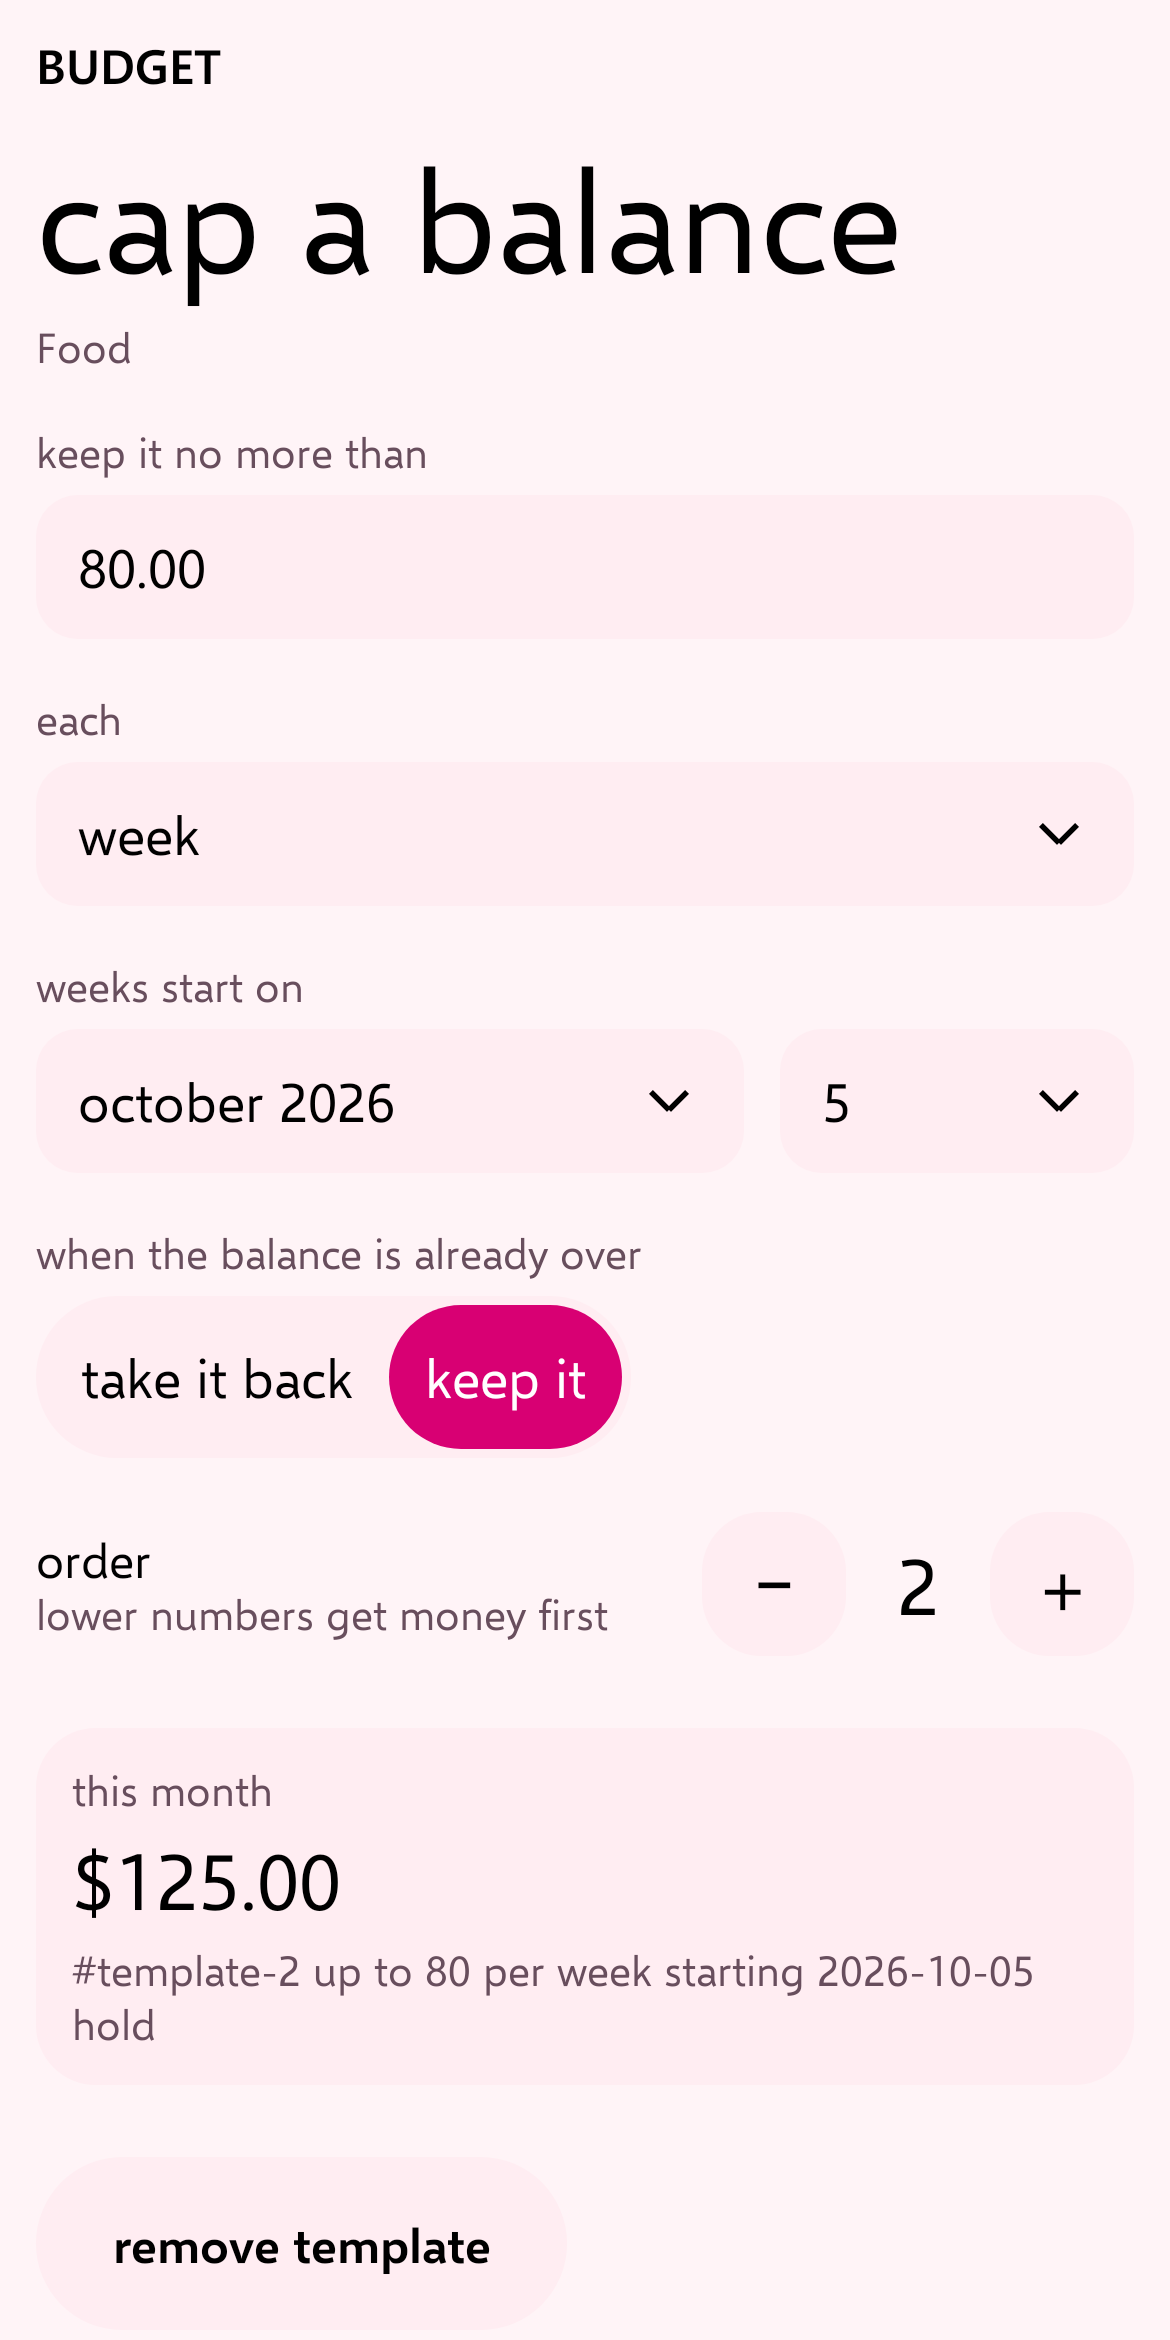 BUDGET
cap a balance
Food
keep it no more than
80.00
each
week
weeks start on
october 2026
5
when the balance is already over
take it back
keep it
order
lower numbers get money first
− 2 +
this month
$125.00
#template-2 up to 80 per week starting 2026-10-05
hold
remove template